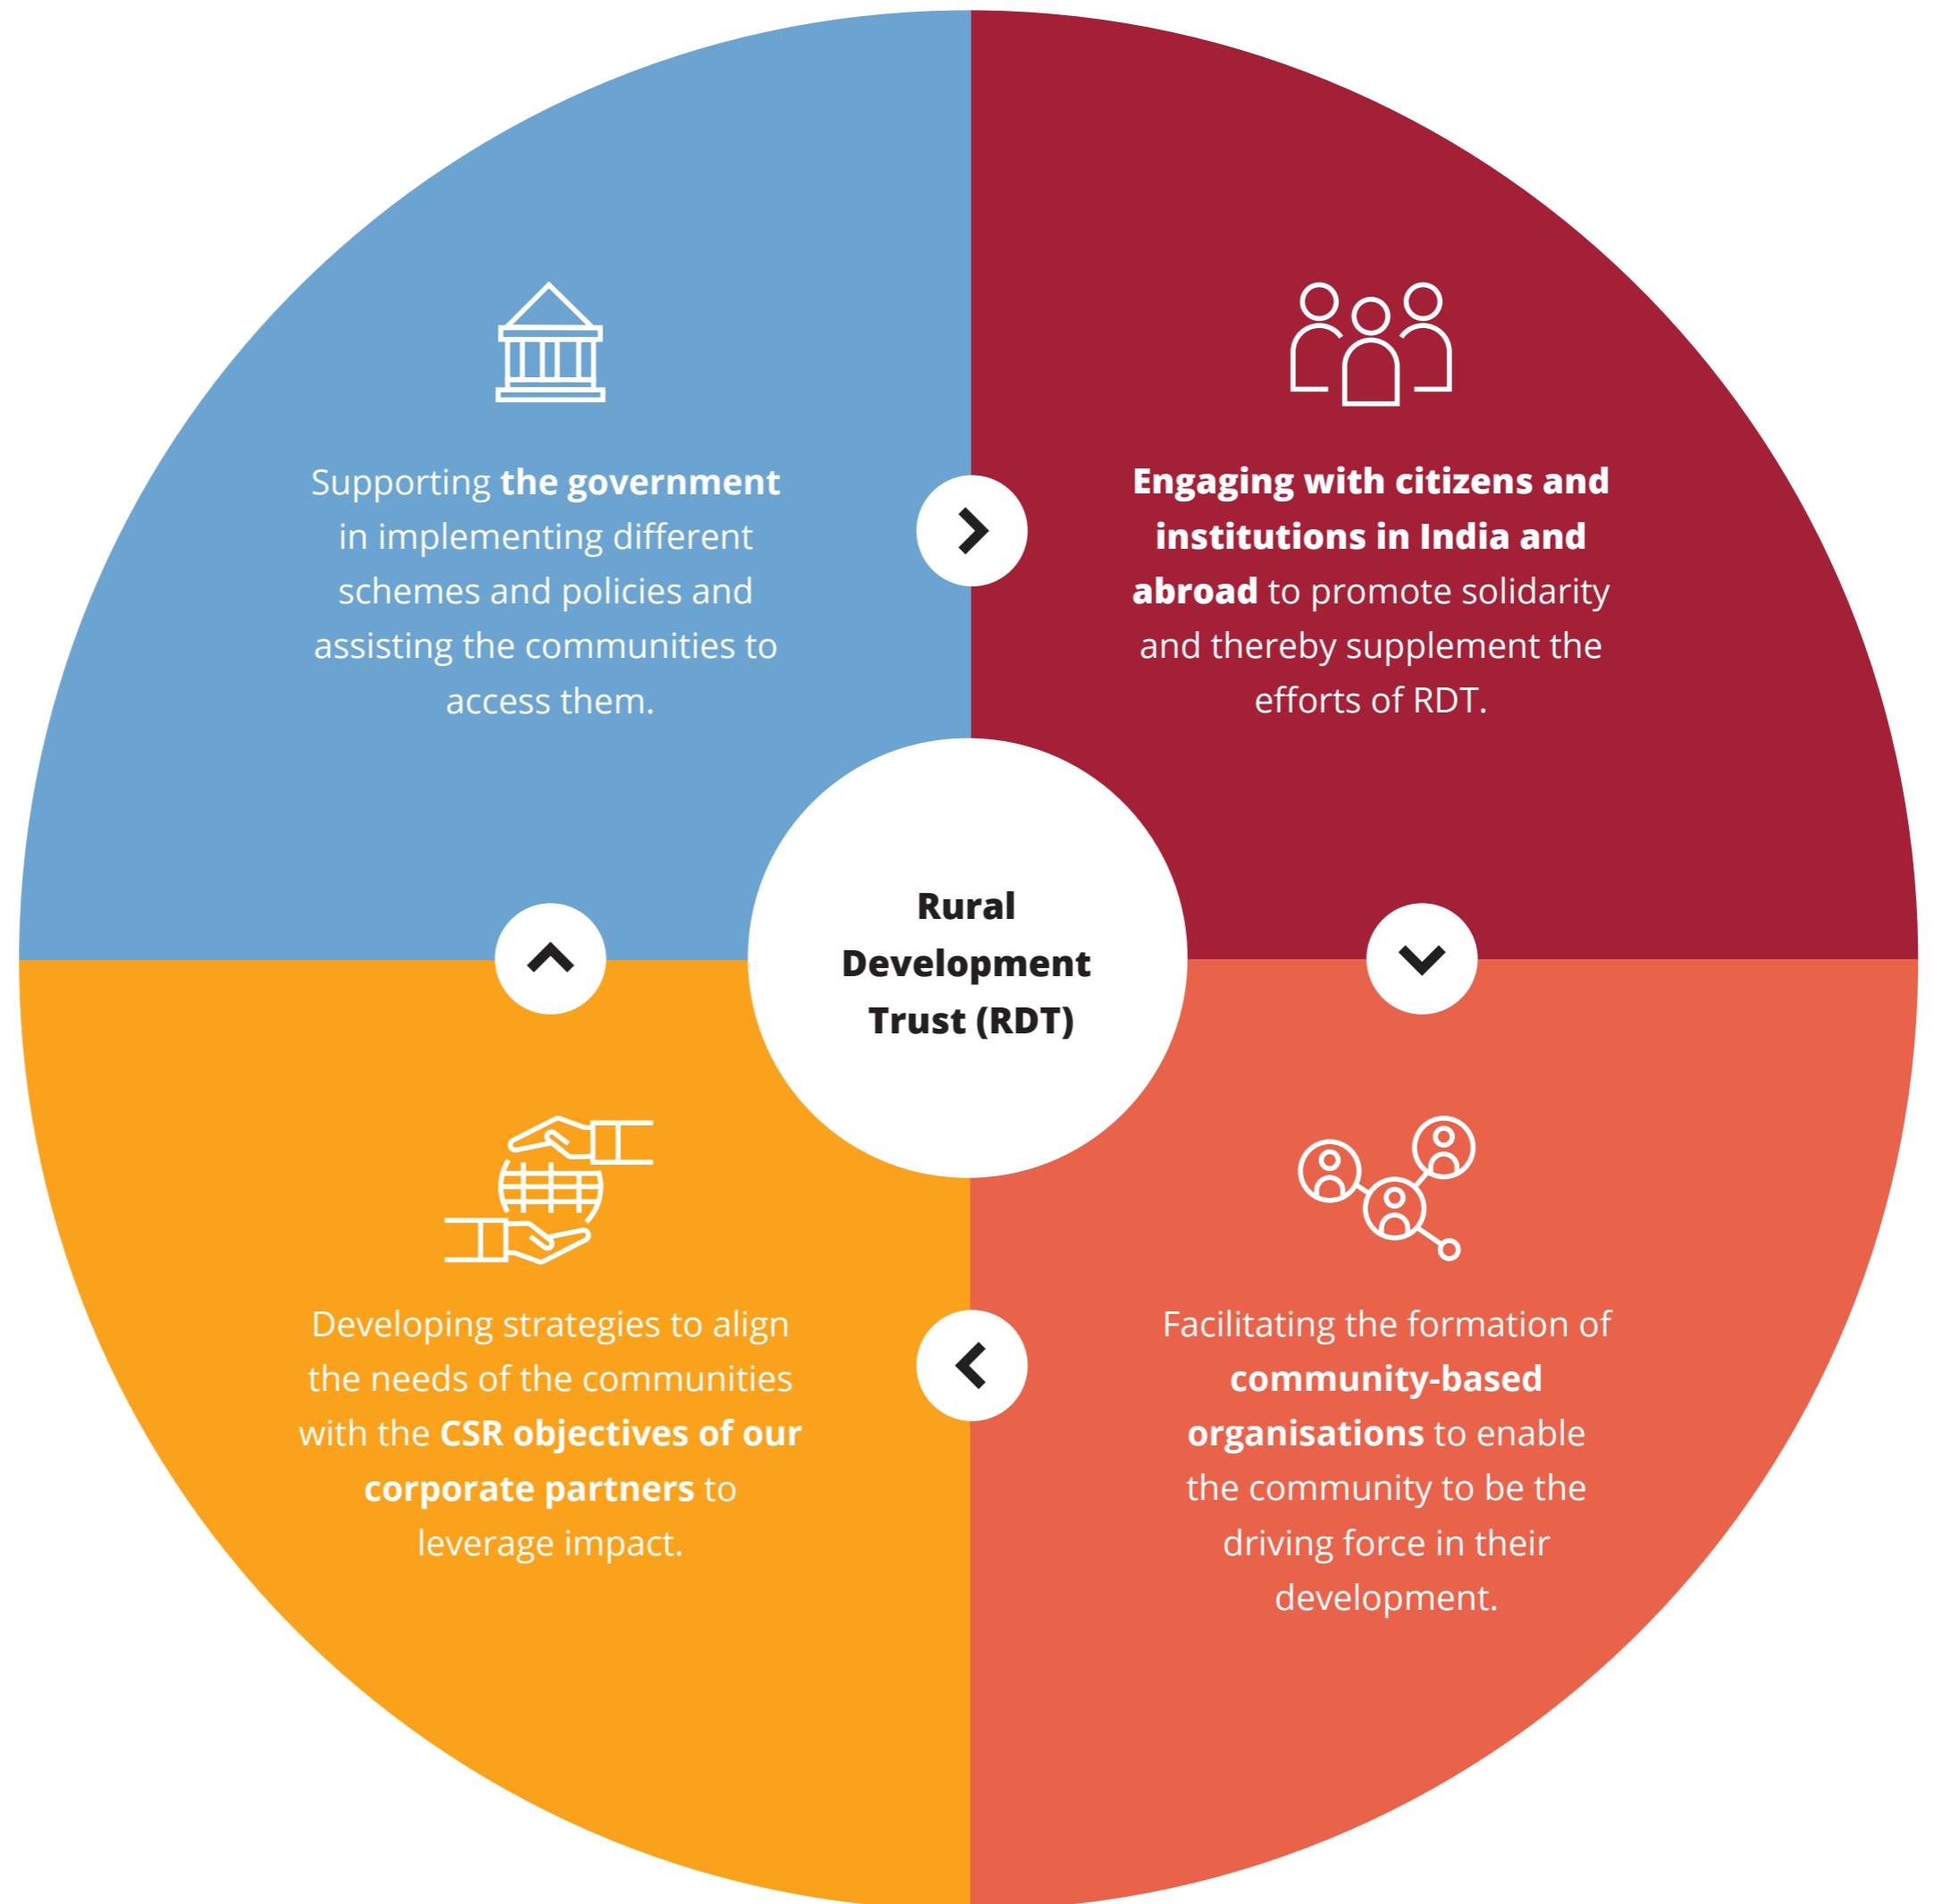 Supporting the government
in implementing different
schemes and policies and
assisting the communities to
access them.
Engaging with citizens and
institutions in India and
abroad to promote solidarity
and thereby supplement the
efforts of RDT.
Rural
Development
Trust (RDT)
Developing strategies to align
the needs of the communities
with the CSR objectives of our
corporate partners to
leverage impact.
Facilitating the formation of
community-based
organisations to enable
the community to be the
driving force in their
development.